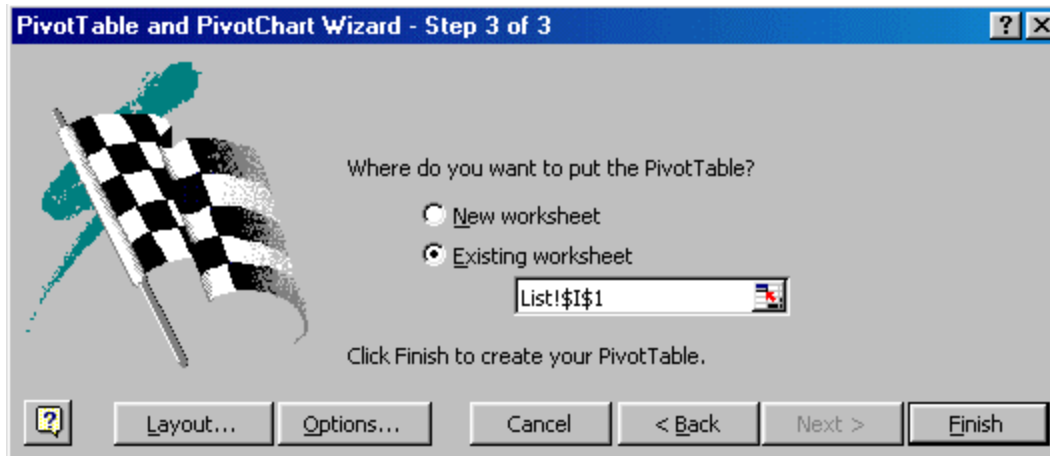 PivotTable and PivotChart Wizard - Step 3 of 3
Where do you want to put the PivotTable?
New worksheet
Existing worksheet
List!$I$1
Click Finish to create your PivotTable.
Layout... Options... Cancel < Back Next > Finish